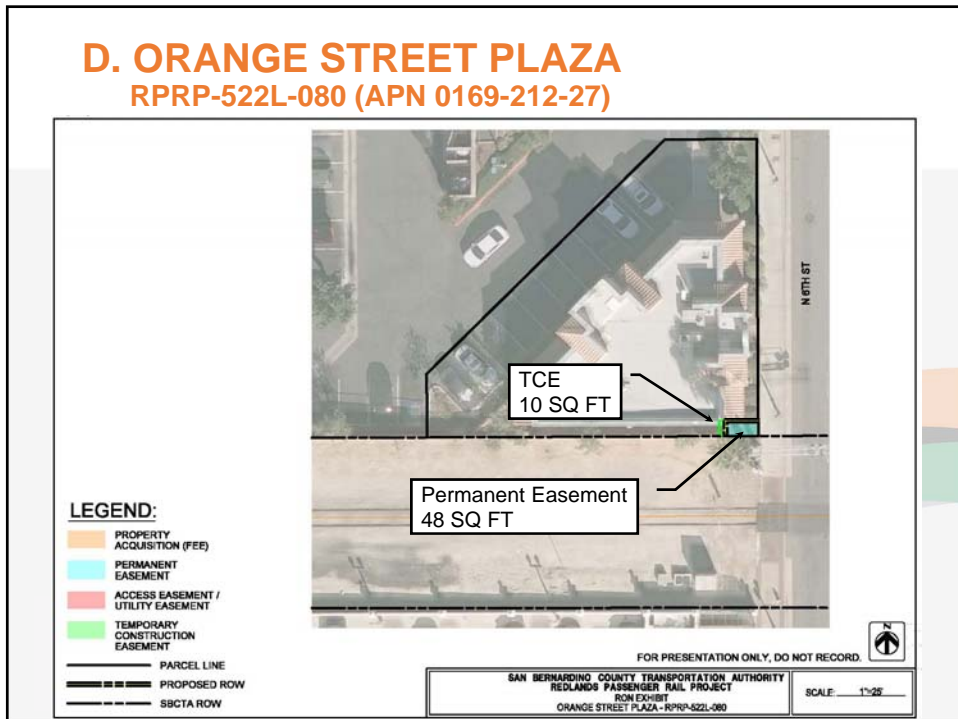 D. ORANGE STREET PLAZA
RPRP-522L-080 (APN 0169-212-27)
N 6TH ST
TCE
10 SQ FT
Permanent Easement
48 SQ FT
LEGEND:
PROPERTY
ACQUISITION (FEE)
PERMANENT
EASEMENT
ACCESS EASEMENT /
UTILITY EASEMENT
TEMPORARY
CONSTRUCTION
EASEMENT
PARCEL LINE
PROPOSED ROW
SBCTA ROW
N
FOR PRESENTATION ONLY, DO NOT RECORD.
SAN BERNARDINO COUNTY TRANSPORTATION AUTHORITY
REDLANDS PASSENGER RAIL PROJECT
RON EXHIBIT
ORANGE STREET PLAZA - RPRP-522L-080
SCALE: 1"=25'